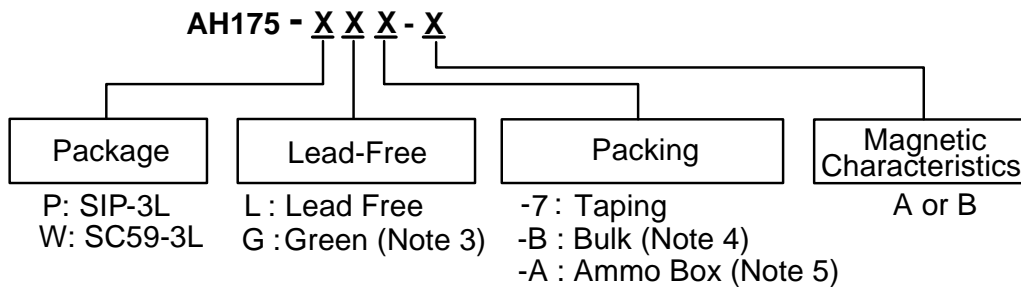 AH175 - X X X - X
Package
Lead-Free
Packing
Magnetic
Characteristics
P: SIP-3L
W: SC59-3L
L : Lead Free
G : Green (Note 3)
-7 : Taping
-B : Bulk (Note 4)
-A : Ammo Box (Note 5)
A or B